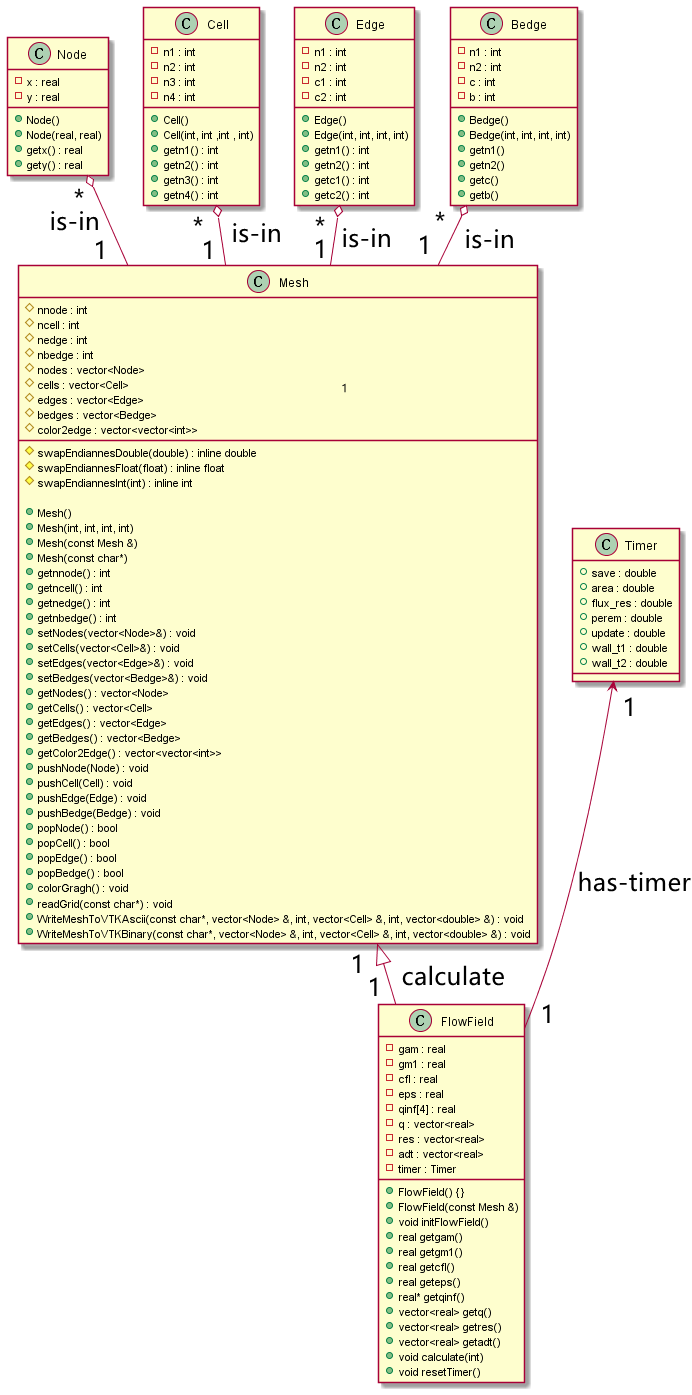 C Node
x : real
y : real
Node()
Node(real, real)
getx() : real
gety() : real
C Cell
n1 : int
n2 : int
n3 : int
n4 : int
Cell()
Cell(int, int ,int , int)
getn1() : int
getn2() : int
getn3() : int
getn4() : int
C Edge
n1 : int
n2 : int
c1 : int
c2 : int
Edge()
Edge(int, int, int, int)
getn1() : int
getn2() : int
getc1() : int
getc2() : int
C Bedge
n1 : int
n2 : int
c : int
b : int
Bedge()
Bedge(int, int, int, int)
getn1()
getn2()
getc()
getb()
*
is-in
1
*
is-in
1
*
is-in
1
*
is-in
1
C Mesh
nnode : int
ncell : int
nedge : int
nbedge : int
nodes : vector<Node>
cells : vector<Cell>
1
edges : vector<Edge>
bedges : vector<Bedge>
color2edge : vector<vector<int>>
swapEndiannesDouble(double) : inline double
swapEndiannesFloat(float) : inline float
swapEndiannesInt(int) : inline int
Mesh()
Mesh(int, int, int, int)
Mesh(const Mesh &)
Mesh(const char*)
getnnode() : int
getncell() : int
getnedge() : int
getnbedge() : int
setNodes(vector<Node>&) : void
setCells(vector<Cell>&) : void
setEdges(vector<Edge>&) : void
setBedges(vector<Bedge>&) : void
getNodes() : vector<Node>
getCells() : vector<Cell>
getEdges() : vector<Edge>
getBedges() : vector<Bedge>
getColor2Edge() : vector<vector<int>>
pushNode(Node) : void
pushCell(Cell) : void
pushEdge(Edge) : void
pushBedge(Bedge) : void
popNode() : bool
popCell() : bool
popEdge() : bool
popBedge() : bool
colorGragh() : void
readGrid(const char*) : void
WriteMeshToVTKAscii(const char*, vector<Node> &, int, vector<Cell> &, int, vector<double> &) : void
WriteMeshToVTKBinary(const char*, vector<Node> &, int, vector<Cell> &, int, vector<double> &) : void
C Timer
save : double
area : double
flux_res : double
perem : double
update : double
wall_t1 : double
wall_t2 : double
1
has-timer
1
1
calculate
1
C FlowField
gam : real
gm1 : real
cfl : real
eps : real
qinf[4] : real
q : vector<real>
res : vector<real>
adt : vector<real>
timer : Timer
FlowField() {}
FlowField(const Mesh &)
void initFlowField()
real getgam()
real getgm1()
real getcfl()
real geteps()
real* getqinf()
vector<real> getq()
vector<real> getres()
vector<real> getadt()
void calculate(int)
void resetTimer()